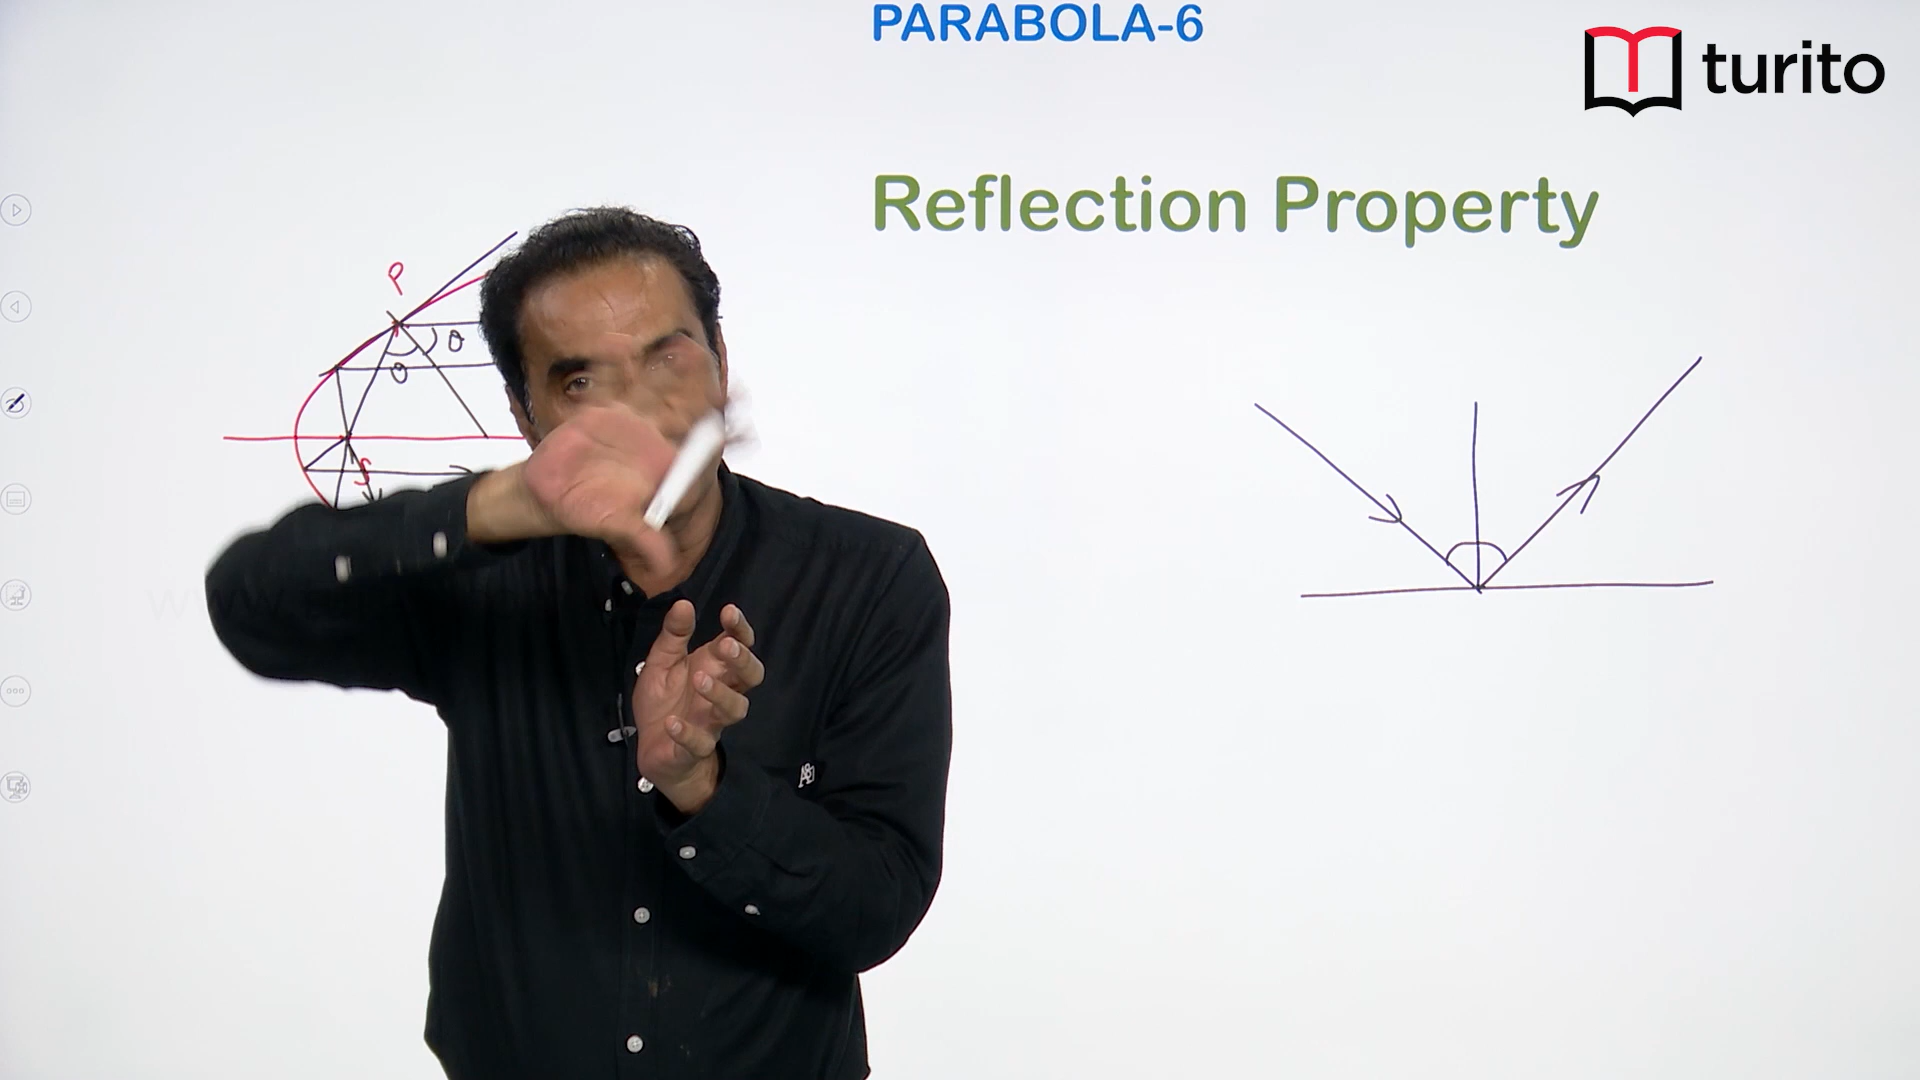 PARABOLA-6
turito
Reflection Property
P
θ
θ
S